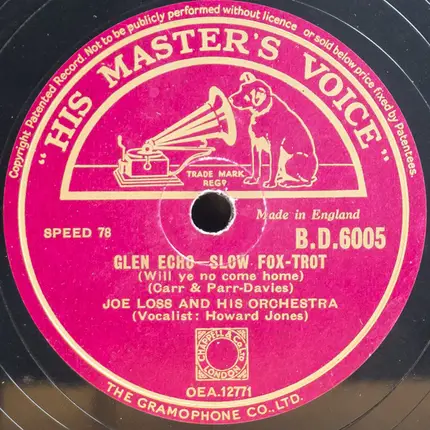 Copyright Patented Record. Not to be publicly performed without licence or sold below price fixed by Patentees.
"HIS MASTER'S VOICE"
TRADE MARK
REGD
Made in England
SPEED 78
B.D.6005
GLEN ECHO—SLOW FOX-TROT
(Will ye no come home)
(Carr & Parr-Davies)
JOE LOSS AND HIS ORCHESTRA
(Vocalist: Howard Jones)
CHAPPELL & Co LTD
LONDON
OEA.12771
THE GRAMOPHONE CO., LTD.